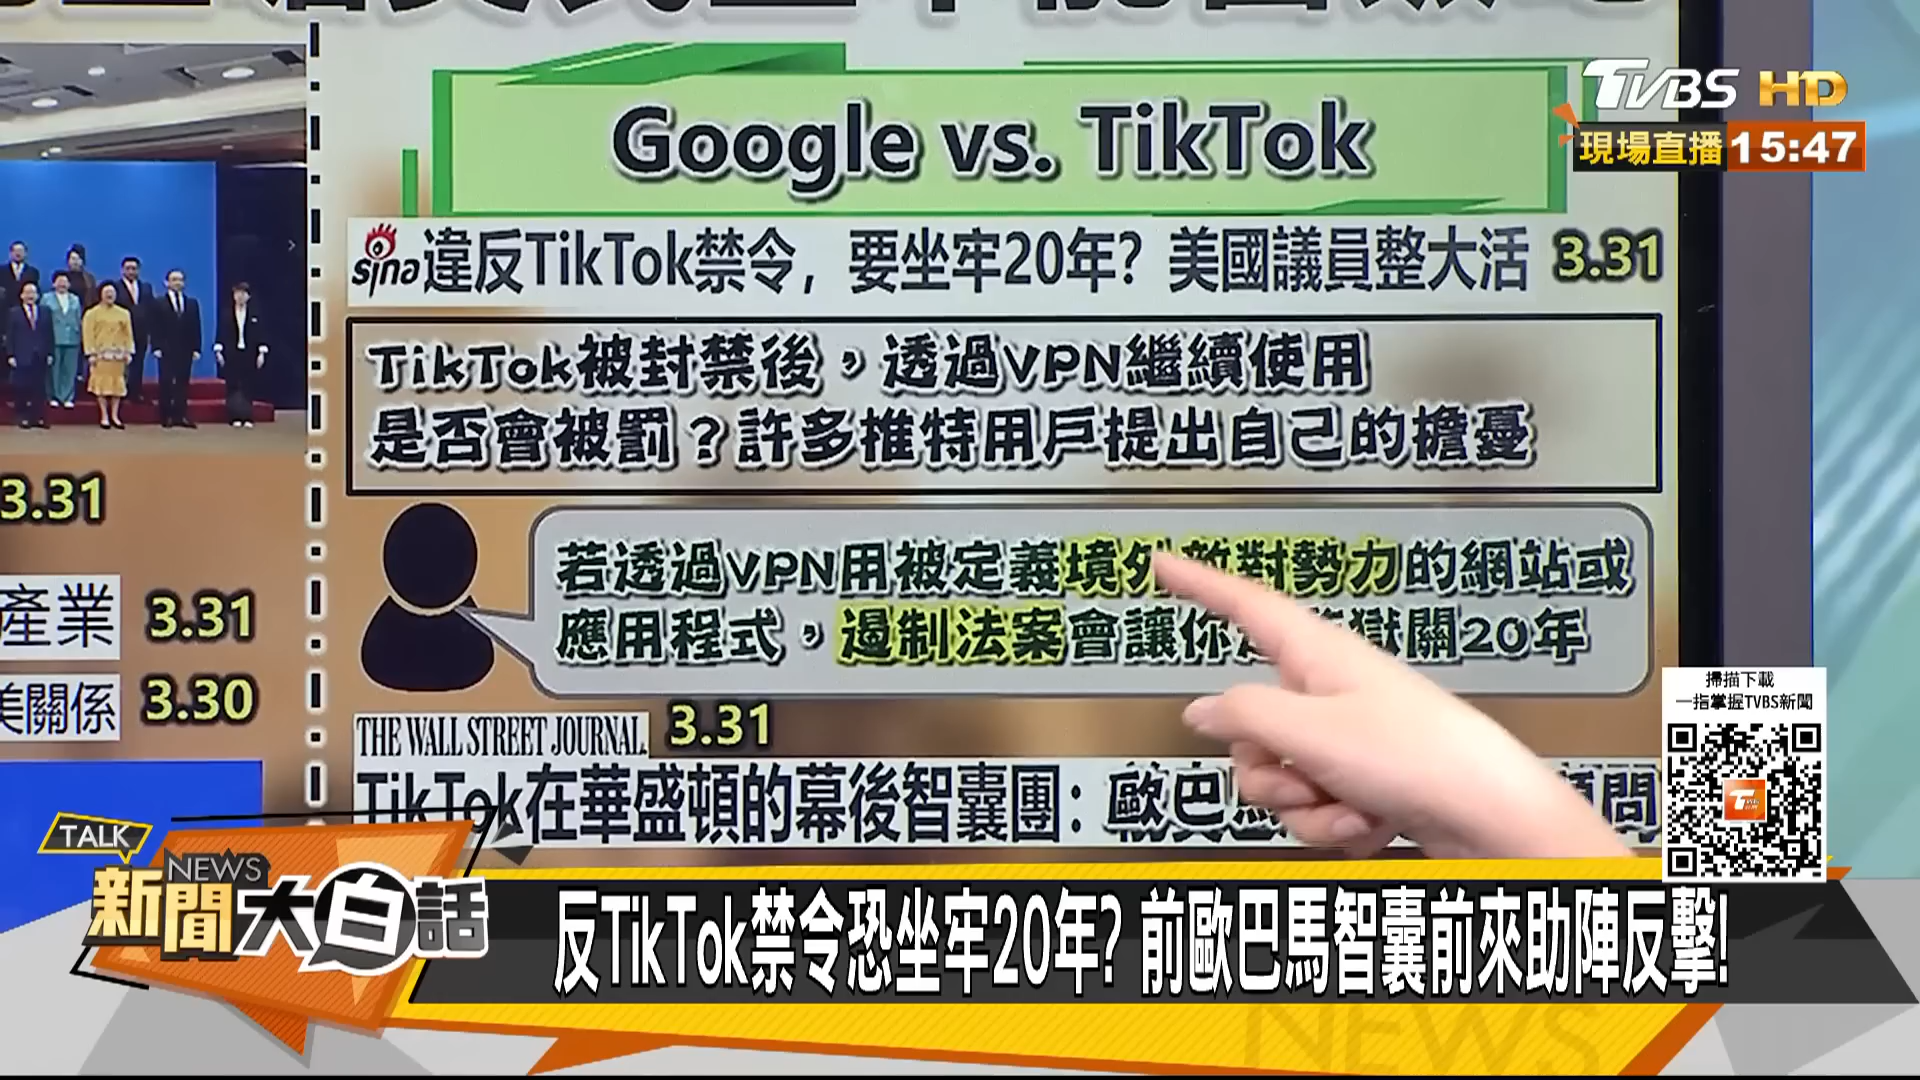 TVBS HD
現場直播 15:47
Google vs. TikTok
sina 違反TikTok禁令，要坐牢20年？美國議員整大活 3.31
TikTok被封禁後，透過VPN繼續使用
是否會被罰？許多推特用戶提出自己的擔憂
3.31
若透過VPN用被定義境外敵對勢力的網站或
應用程式，遏制法案會讓你 獄關20年
產業 3.31
美關係 3.30
THE WALL STREET JOURNAL. 3.31
TikTok在華盛頓的幕後智囊團：歐巴馬 顧問
掃描下載
一指掌握TVBS新聞
TALK
NEWS
新聞大白話
反TikTok禁令恐坐牢20年？前歐巴馬智囊前來助陣反擊！
NEWS